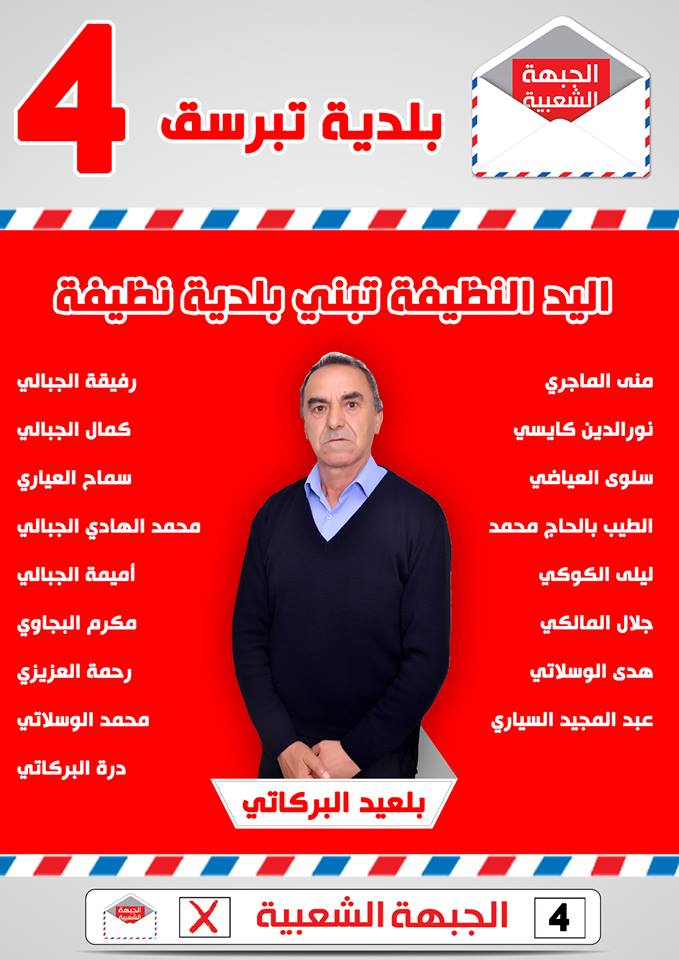 الجبهة
الشعبية
بلدية تبرسق
4
اليد النظيفة تبني بلدية نظيفة
منى الماجري
نورالدين كايسي
سلوى العياضي
الطيب بالحاج محمد
ليلى الكوكي
جلال المالكي
هدى الوسلاتي
عبد المجيد السياري
رفيقة الجبالي
كمال الجبالي
سماح العياري
محمد الهادي الجبالي
أميمة الجبالي
مكرم البجاوي
رحمة العزيزي
محمد الوسلاتي
درة البركاتي
بلعيد البركاتي
4 الجبهة الشعبية X
الجبهة
الشعبية